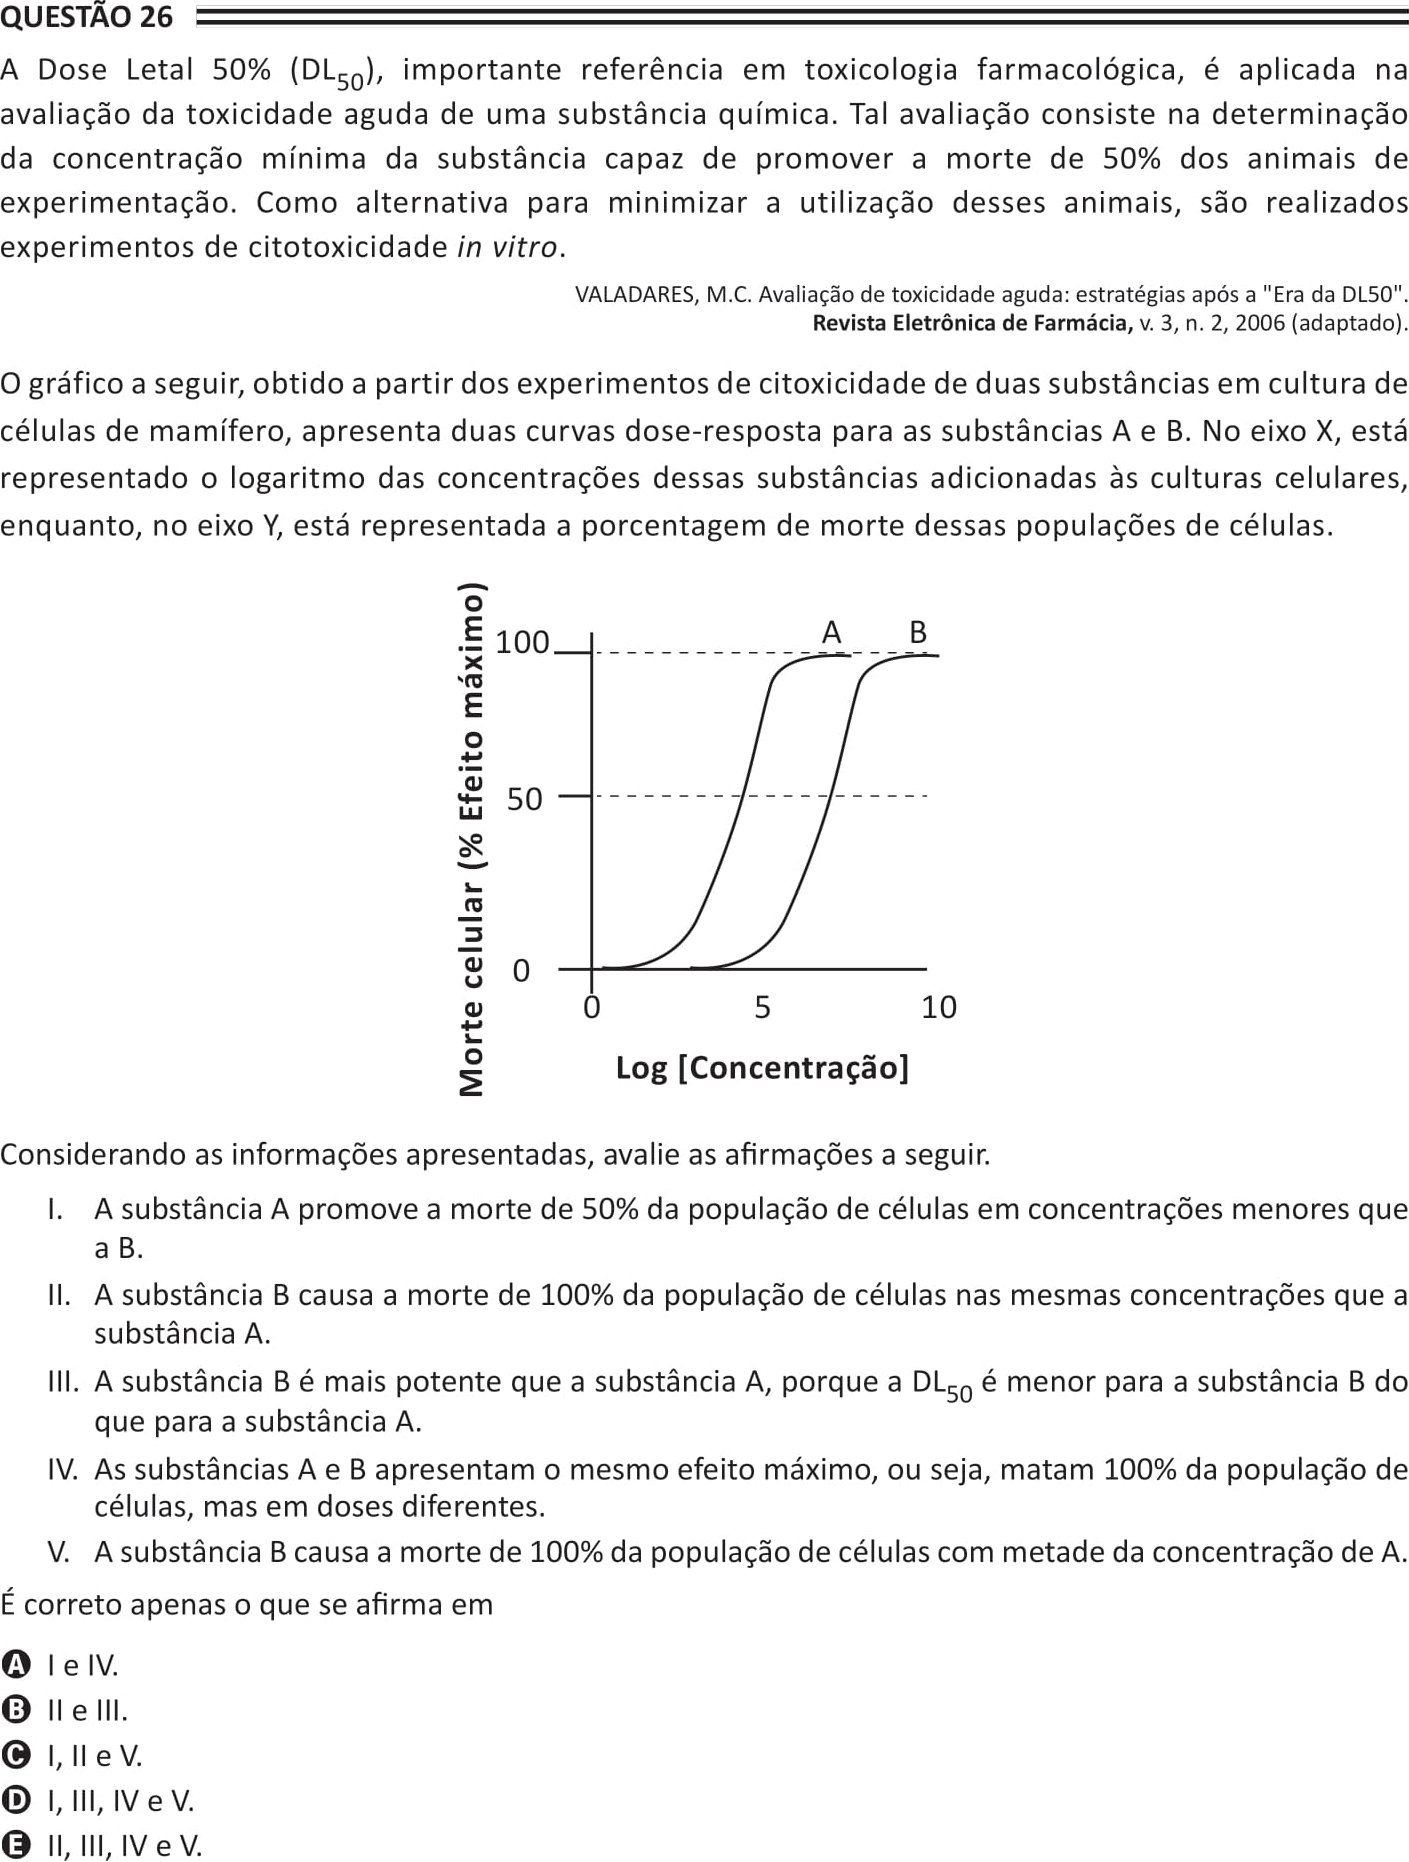 QUESTÃO 26
A Dose Letal 50% (DL50), importante referência em toxicologia farmacológica, é aplicada na
avaliação da toxicidade aguda de uma substância química. Tal avaliação consiste na determinação
da concentração mínima da substância capaz de promover a morte de 50% dos animais de
experimentação. Como alternativa para minimizar a utilização desses animais, são realizados
experimentos de citotoxicidade in vitro.
VALADARES, M.C. Avaliação de toxicidade aguda: estratégias após a "Era da DL50".
Revista Eletrônica de Farmácia, v. 3, n. 2, 2006 (adaptado).
O gráfico a seguir, obtido a partir dos experimentos de citoxicidade de duas substâncias em cultura de
células de mamífero, apresenta duas curvas dose-resposta para as substâncias A e B. No eixo X, está
representado o logaritmo das concentrações dessas substâncias adicionadas às culturas celulares,
enquanto, no eixo Y, está representada a porcentagem de morte dessas populações de células.
Morte celular (% Efeito máximo)
A B
100
50
0
0 5 10
Log [Concentração]
Considerando as informações apresentadas, avalie as afirmações a seguir.
I. A substância A promove a morte de 50% da população de células em concentrações menores que
a B.
II. A substância B causa a morte de 100% da população de células nas mesmas concentrações que a
substância A.
III. A substância B é mais potente que a substância A, porque a DL50 é menor para a substância B do
que para a substância A.
IV. As substâncias A e B apresentam o mesmo efeito máximo, ou seja, matam 100% da população de
células, mas em doses diferentes.
V. A substância B causa a morte de 100% da população de células com metade da concentração de A.
É correto apenas o que se afirma em
A I e IV.
B II e III.
C I, II e V.
D I, III, IV e V.
E II, III, IV e V.